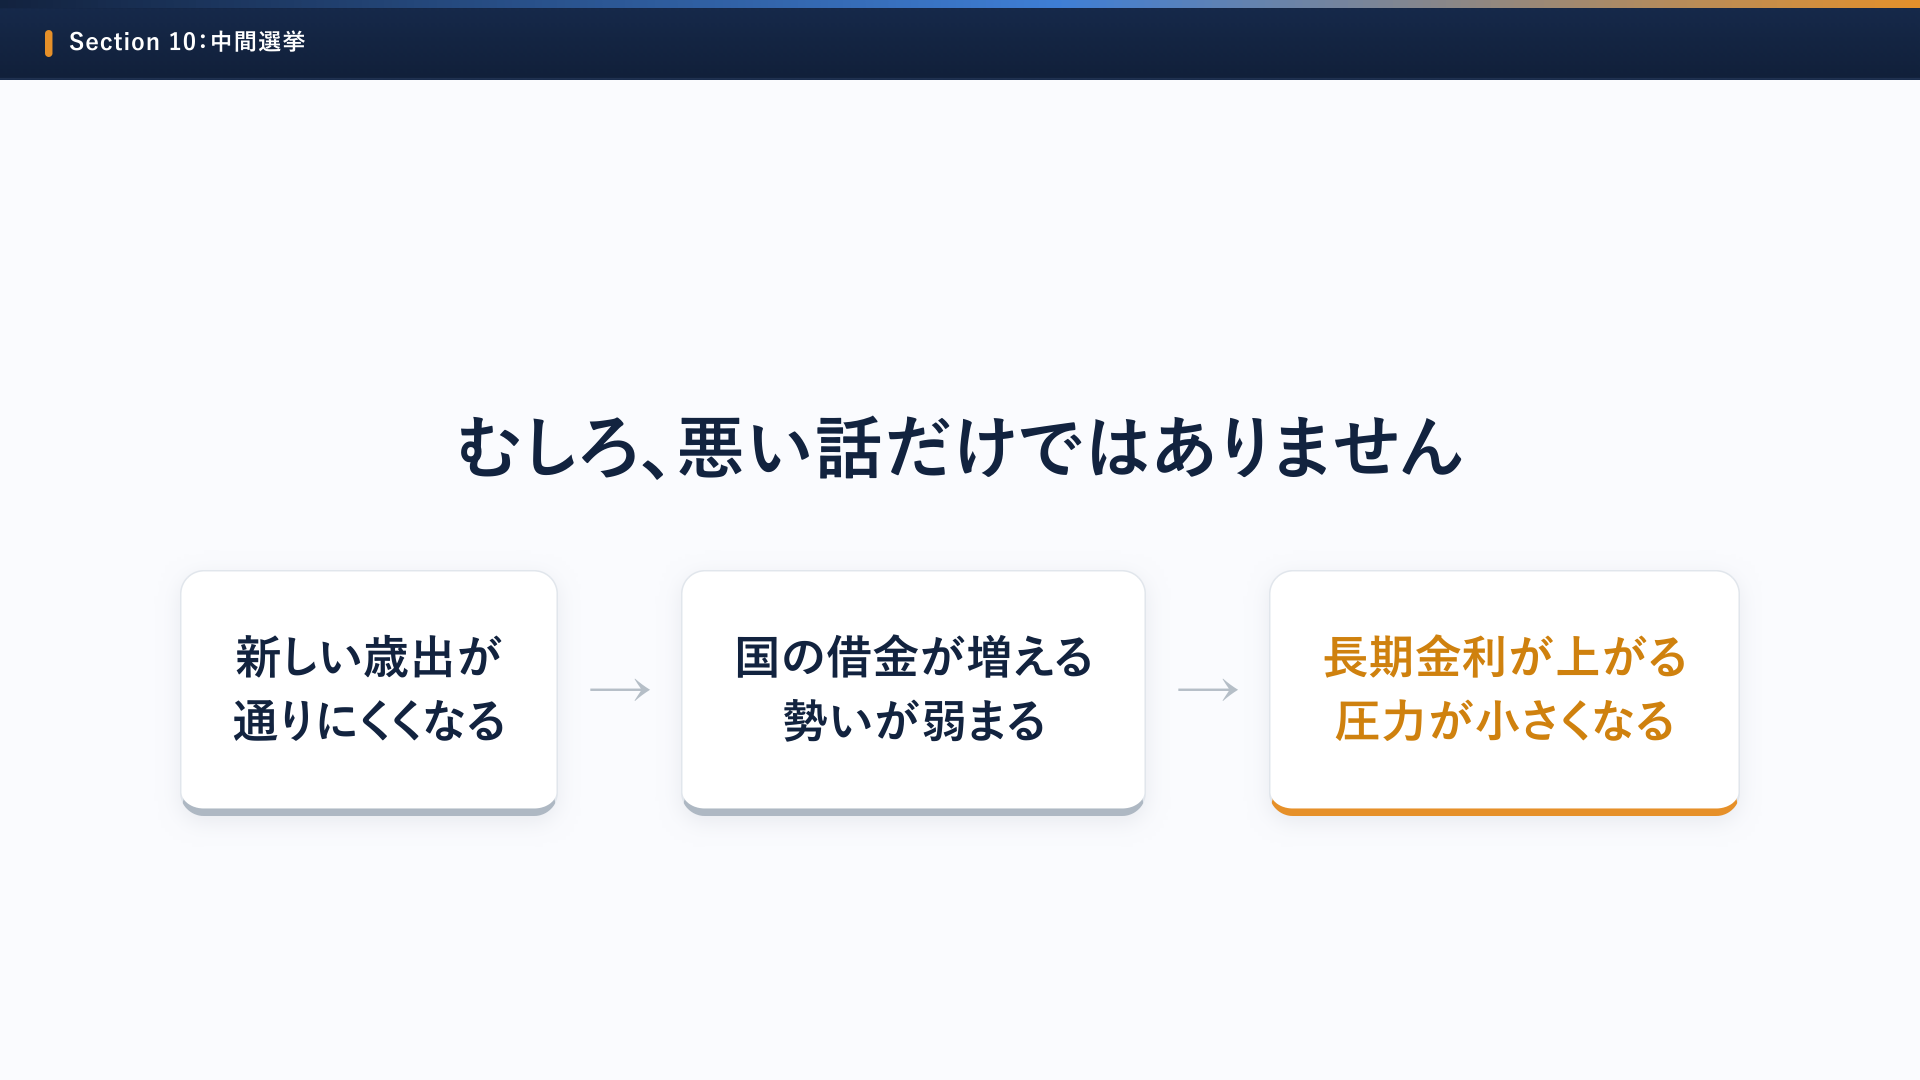 Section 10：中間選挙
むしろ、悪い話だけではありません
新しい歳出が
通りにくくなる
→
国の借金が増える
勢いが弱まる
→
長期金利が上がる
圧力が小さくなる